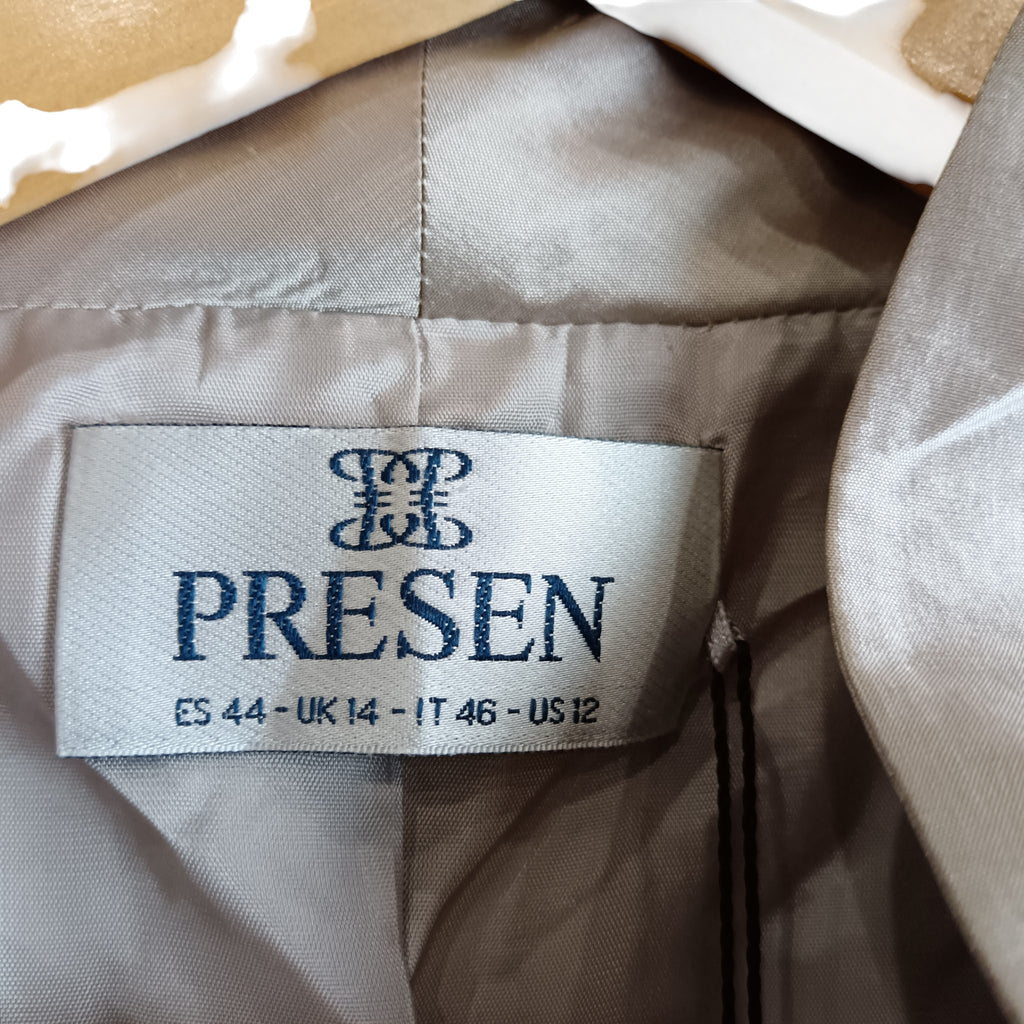 PRESEN
ES 44 - UK 14 - IT 46 - US 12